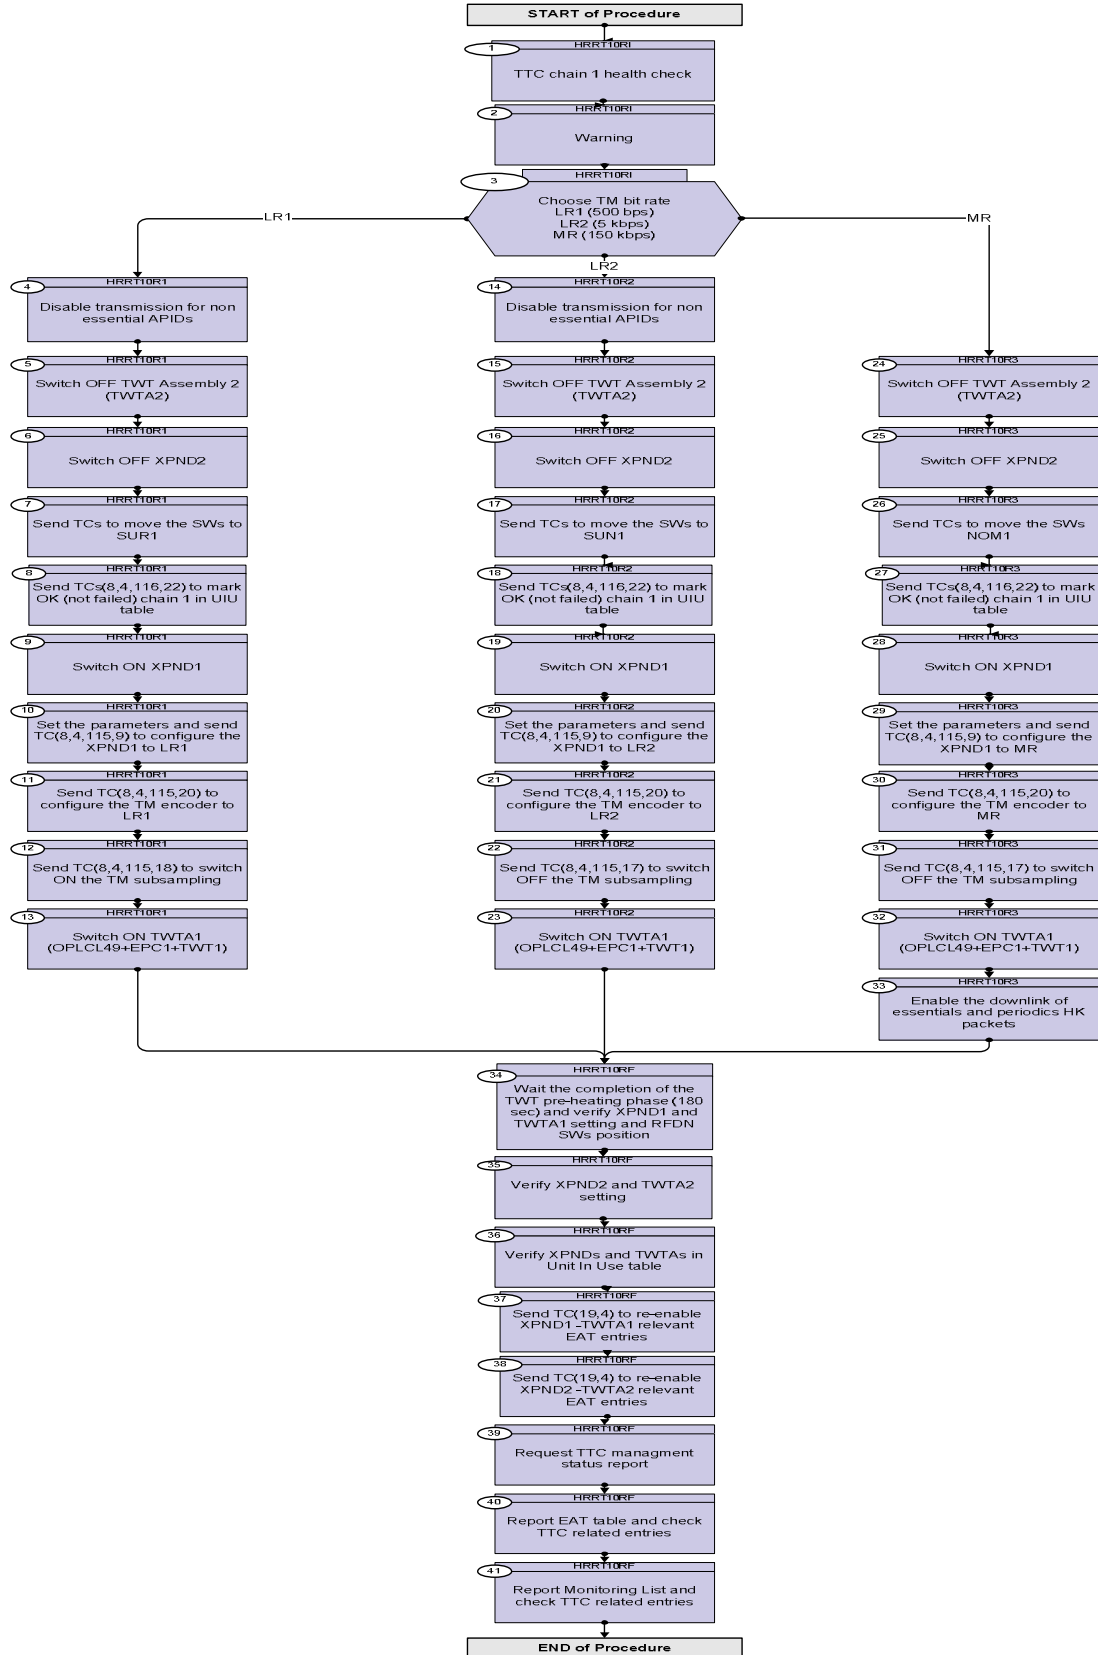 START of Procedure
1
HRRT10RI
TTC chain 1 health check
2
HRRT10RI
Warning
3
HRRT10RI
Choose TM bit rate
LR1 (500 bps)
LR2 (5 kbps)
MR (150 kbps)
LR1
LR2
MR
4
HRRT10R1
Disable transmission for non
essential APIDs
5
HRRT10R1
Switch OFF TWT Assembly 2
(TWTA2)
6
HRRT10R1
Switch OFF XPND2
7
HRRT10R1
Send TCs to move the SWs to
SUR1
8
HRRT10R1
Send TCs(8,4,116,22) to mark
OK (not failed) chain 1 in UIU
table
9
HRRT10R1
Switch ON XPND1
10
HRRT10R1
Set the parameters and send
TC(8,4,115,9) to configure the
XPND1 to LR1
11
HRRT10R1
Send TC(8,4,115,20) to
configure the TM encoder to
LR1
12
HRRT10R1
Send TC(8,4,115,18) to switch
ON the TM subsampling
13
HRRT10R1
Switch ON TWTA1
(OPLCL49+EPC1+TWT1)
14
HRRT10R2
Disable transmission for non
essential APIDs
15
HRRT10R2
Switch OFF TWT Assembly 2
(TWTA2)
16
HRRT10R2
Switch OFF XPND2
17
HRRT10R2
Send TCs to move the SWs to
SUN1
18
HRRT10R2
Send TCs(8,4,116,22) to mark
OK (not failed) chain 1 in UIU
table
19
HRRT10R2
Switch ON XPND1
20
HRRT10R2
Set the parameters and send
TC(8,4,115,9) to configure the
XPND1 to LR2
21
HRRT10R2
Send TC(8,4,115,20) to
configure the TM encoder to
LR2
22
HRRT10R2
Send TC(8,4,115,17) to switch
OFF the TM subsampling
23
HRRT10R2
Switch ON TWTA1
(OPLCL49+EPC1+TWT1)
24
HRRT10R3
Switch OFF TWT Assembly 2
(TWTA2)
25
HRRT10R3
Switch OFF XPND2
26
HRRT10R3
Send TCs to move the SWs
NOM1
27
HRRT10R3
Send TCs(8,4,116,22) to mark
OK (not failed) chain 1 in UIU
table
28
HRRT10R3
Switch ON XPND1
29
HRRT10R3
Set the parameters and send
TC(8,4,115,9) to configure the
XPND1 to MR
30
HRRT10R3
Send TC(8,4,115,20) to
configure the TM encoder to
MR
31
HRRT10R3
Send TC(8,4,115,17) to switch
OFF the TM subsampling
32
HRRT10R3
Switch ON TWTA1
(OPLCL49+EPC1+TWT1)
33
HRRT10R3
Enable the downlink of
essentials and periodics HK
packets
34
HRRT10RF
Wait the completion of the
TWT pre-heating phase (180
sec) and verify XPND1 and
TWTA1 setting and RFDN
SWs position
35
HRRT10RF
Verify XPND2 and TWTA2
setting
36
HRRT10RF
Verify XPNDs and TWTAs in
Unit In Use table
37
HRRT10RF
Send TC(19,4) to re-enable
XPND1 -TWTA1 relevant
EAT entries
38
HRRT10RF
Send TC(19,4) to re-enable
XPND2 -TWTA2 relevant
EAT entries
39
HRRT10RF
Request TTC managment
status report
40
HRRT10RF
Report EAT table and check
TTC related entries
41
HRRT10RF
Report Monitoring List and
check TTC related entries
END of Procedure